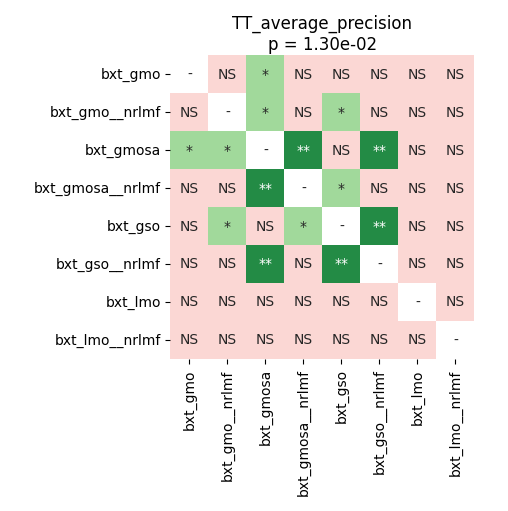 TT_average_precision
p = 1.30e-02
bxt_gmo - NS * NS NS NS NS NS
bxt_gmo__nrlmf NS - * NS * NS NS NS
bxt_gmosa * * - ** NS ** NS NS
bxt_gmosa__nrlmf NS NS ** - * NS NS NS
bxt_gso NS * NS * - ** NS NS
bxt_gso__nrlmf NS NS ** NS ** - NS NS
bxt_lmo NS NS NS NS NS NS - NS
bxt_lmo__nrlmf NS NS NS NS NS NS NS -
bxt_gmo
bxt_gmo__nrlmf
bxt_gmosa
bxt_gmosa__nrlmf
bxt_gso
bxt_gso__nrlmf
bxt_lmo
bxt_lmo__nrlmf